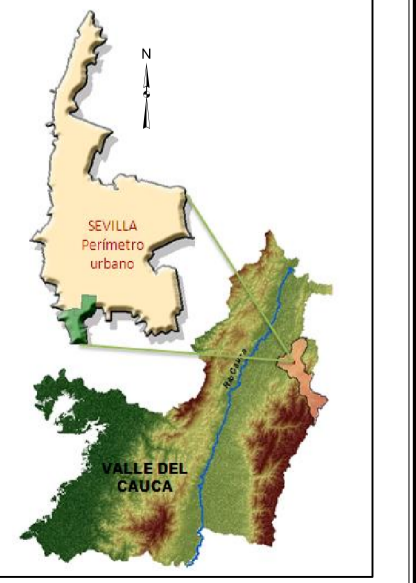 N
SEVILLA
Perímetro
urbano
Río Cauca
VALLE DEL
CAUCA